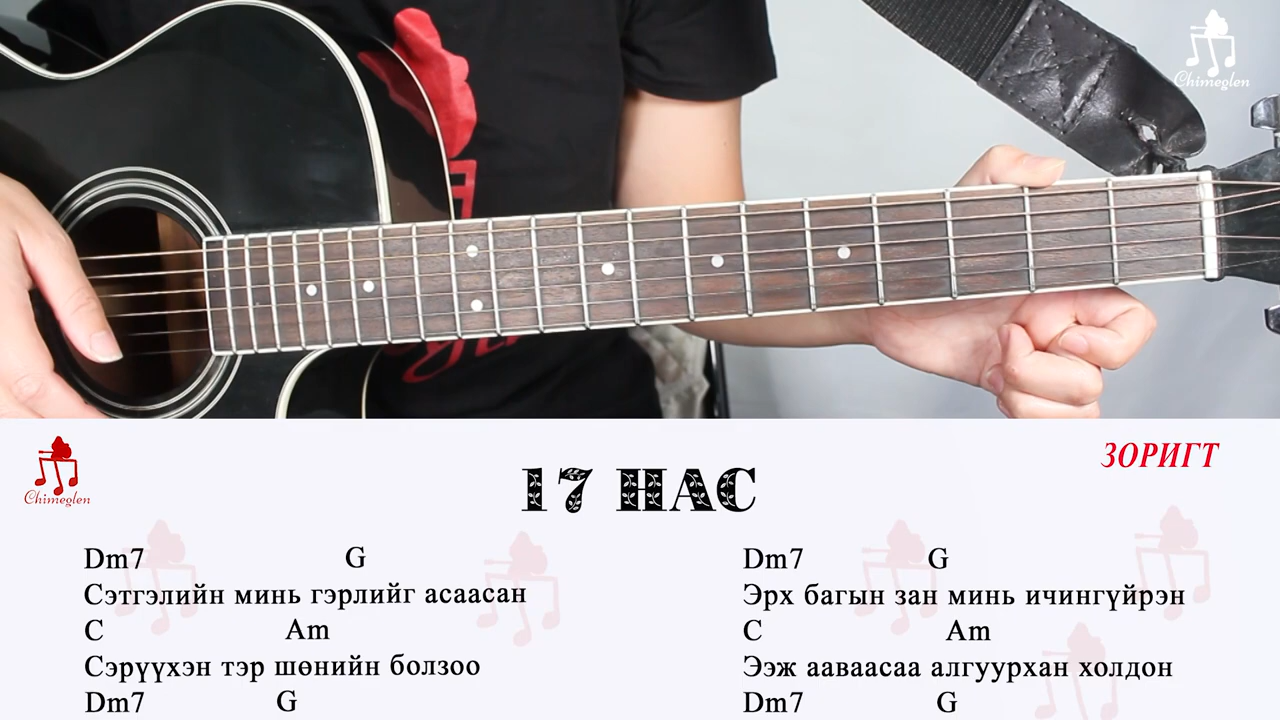 Chimeglen
Chimeglen
ЗОРИГТ
17 НАС
Dm7 G
Сэтгэлийн минь гэрлийг асаасан
C Am
Сэрүүхэн тэр шөнийн болзоо
Dm7 G
Dm7 G
Эрх багын зан минь ичингүйрэн
C Am
Ээж ааваасаа алгуурхан холдон
Dm7 G